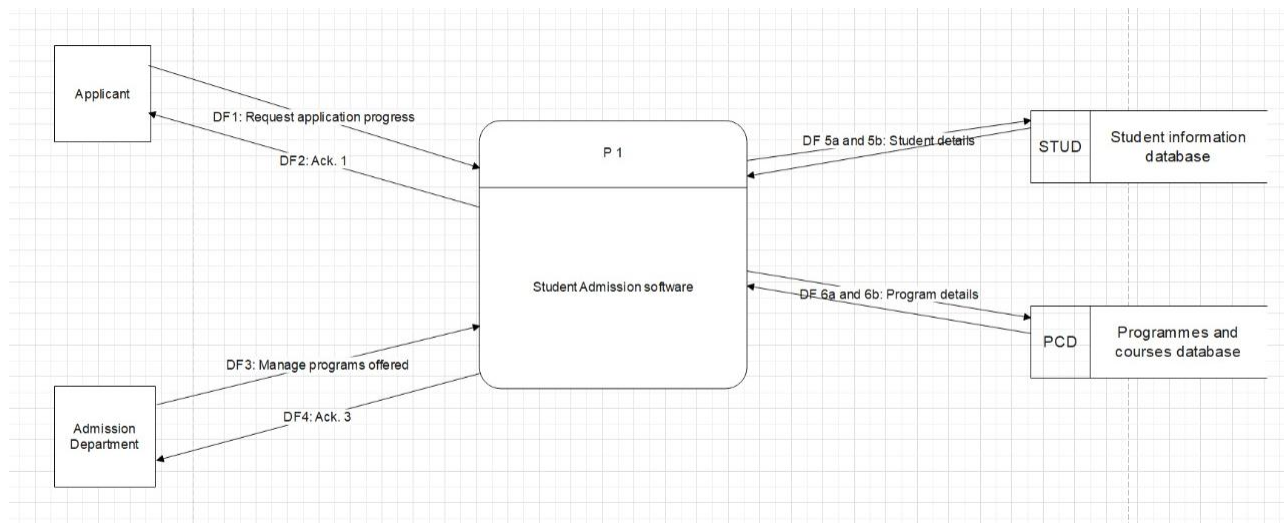 Applicant
DF1: Request application progress
DF2: Ack. 1
P 1
Student Admission software
DF3: Manage programs offered
DF4: Ack. 3
Admission
Department
DF 5a and 5b: Student details
STUD
Student information
database
DF 6a and 6b: Program details
PCD
Programmes and
courses database